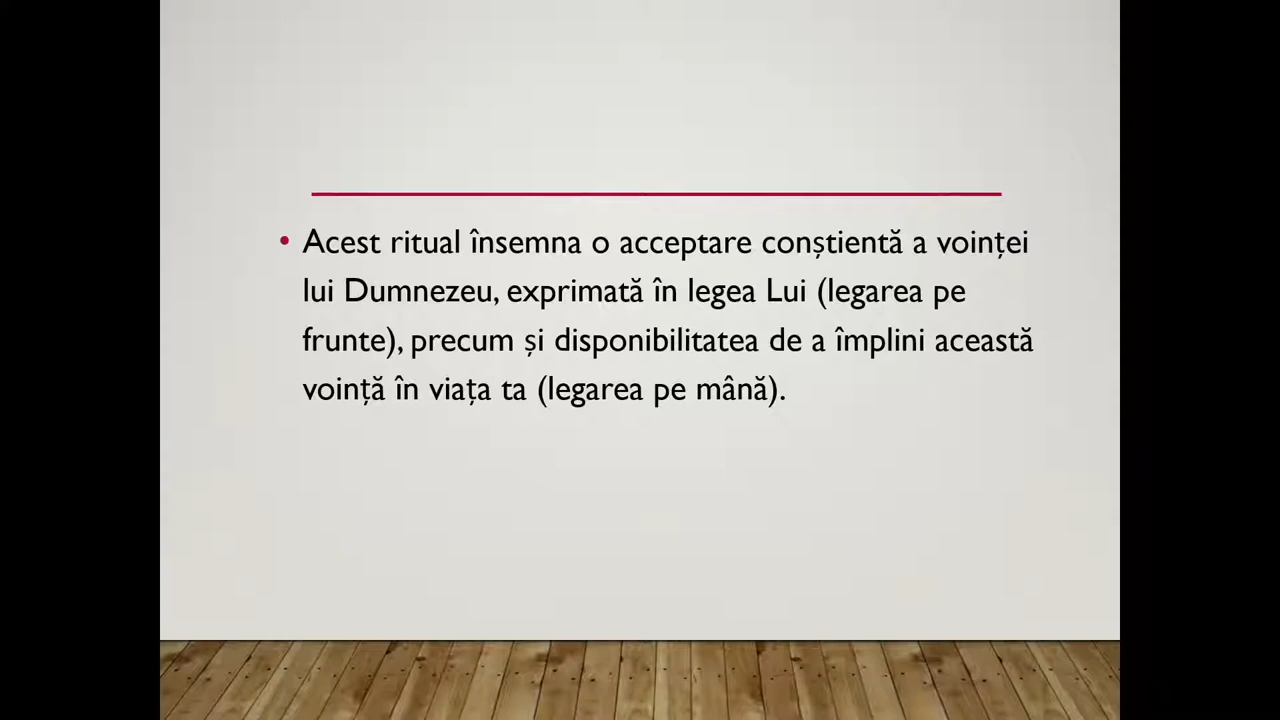 • Acest ritual însemna o acceptare conștientă a voinței
lui Dumnezeu, exprimată în legea Lui (legarea pe
frunte), precum și disponibilitatea de a împlini această
voință în viața ta (legarea pe mână).